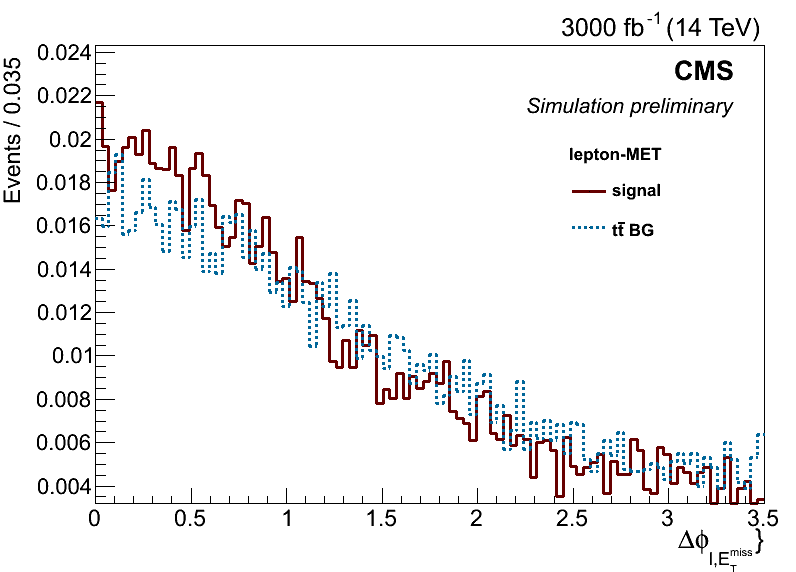 3000 fb⁻¹ (14 TeV)
Events / 0.035
0.024
0.022
0.02
0.018
0.016
0.014
0.012
0.01
0.008
0.006
0.004
CMS
Simulation preliminary
lepton-MET
signal
tt̄ BG
0 0.5 1 1.5 2 2.5 3 3.5
Δϕ l,E_T^miss }